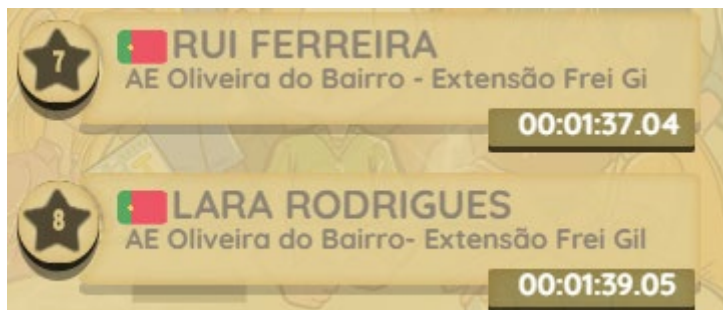 7
RUI FERREIRA
AE Oliveira do Bairro - Extensão Frei Gi
00:01:37.04
8
LARA RODRIGUES
AE Oliveira do Bairro- Extensão Frei Gil
00:01:39.05